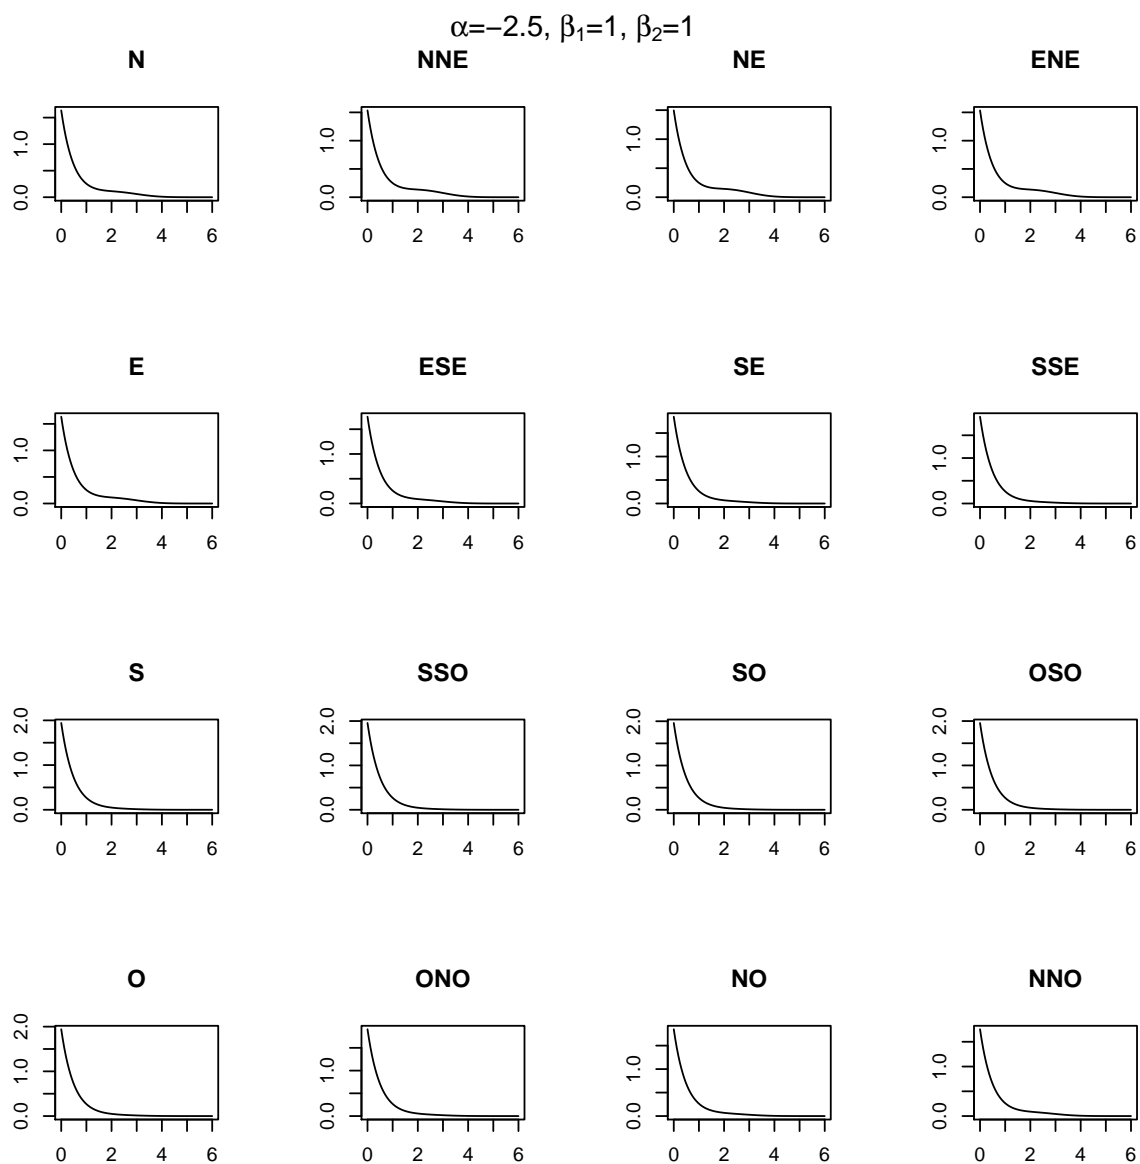 α=−2.5, β₁=1, β₂=1
N NNE NE ENE
0.0 1.0 0.0 1.0 0.0 1.0 0.0 1.0
0 2 4 6 0 2 4 6 0 2 4 6 0 2 4 6
E ESE SE SSE
0.0 1.0 0.0 1.0 0.0 1.0 0.0 1.0
0 2 4 6 0 2 4 6 0 2 4 6 0 2 4 6
S SSO SO OSO
0.0 1.0 2.0 0.0 1.0 2.0 0.0 1.0 2.0 0.0 1.0 2.0
0 2 4 6 0 2 4 6 0 2 4 6 0 2 4 6
O ONO NO NNO
0.0 1.0 2.0 0.0 1.0 0.0 1.0 0.0 1.0
0 2 4 6 0 2 4 6 0 2 4 6 0 2 4 6